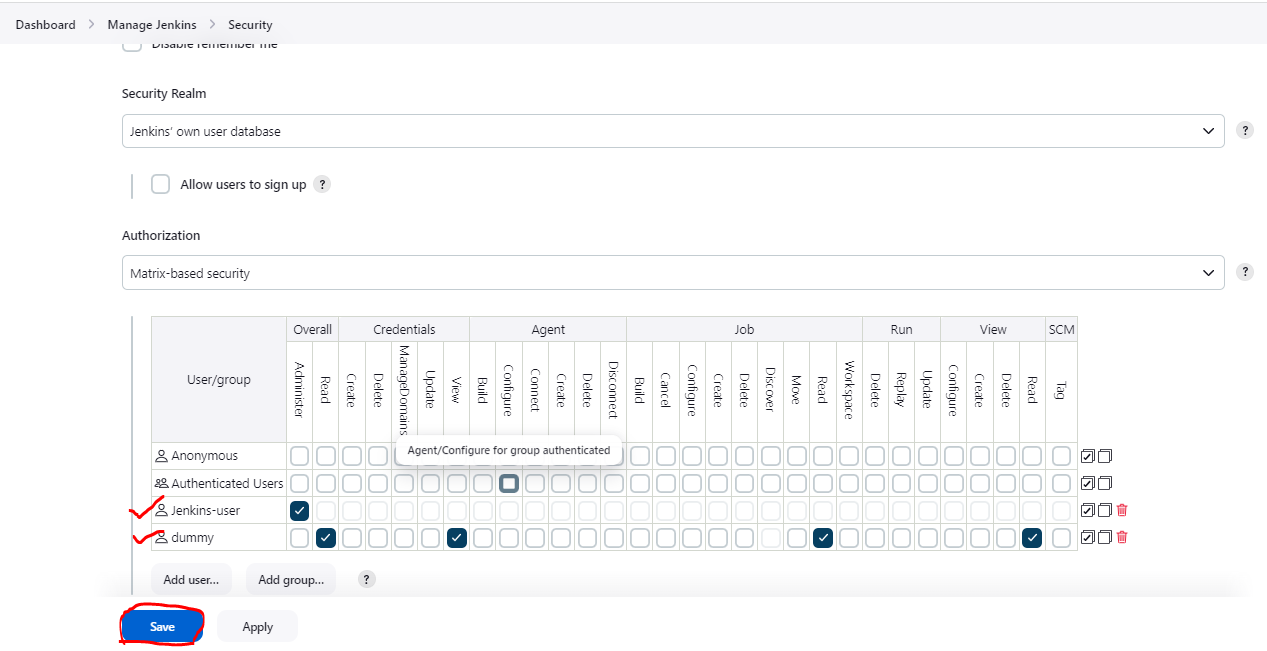 Dashboard > Manage Jenkins > Security
Disable remember me
Security Realm
Jenkins' own user database
?
Allow users to sign up ?
Authorization
Matrix-based security
?
User/group Overall Credentials Agent Job Run View SCM
Administer Read Create Delete ManageDomains Update View Build Configure Connect Create Delete Disconnect Build Cancel Configure Create Delete Discover Move Read Workspace Delete Replay Update Configure Create Delete Read Tag
Agent/Configure for group authenticated
Anonymous
Authenticated Users
Jenkins-user
dummy
Add user... Add group... ?
Save Apply